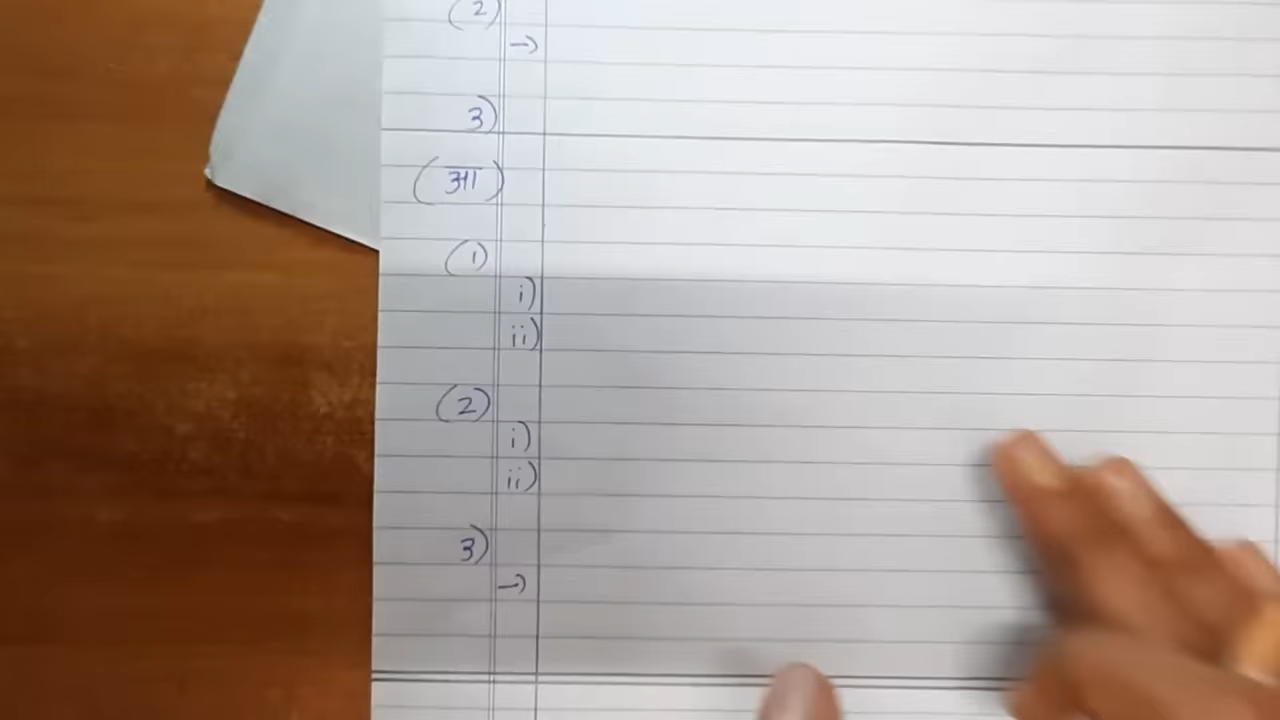 (2)
→
3)
(आ)
(1)
i)
ii)
(2)
i)
ii)
3)
→